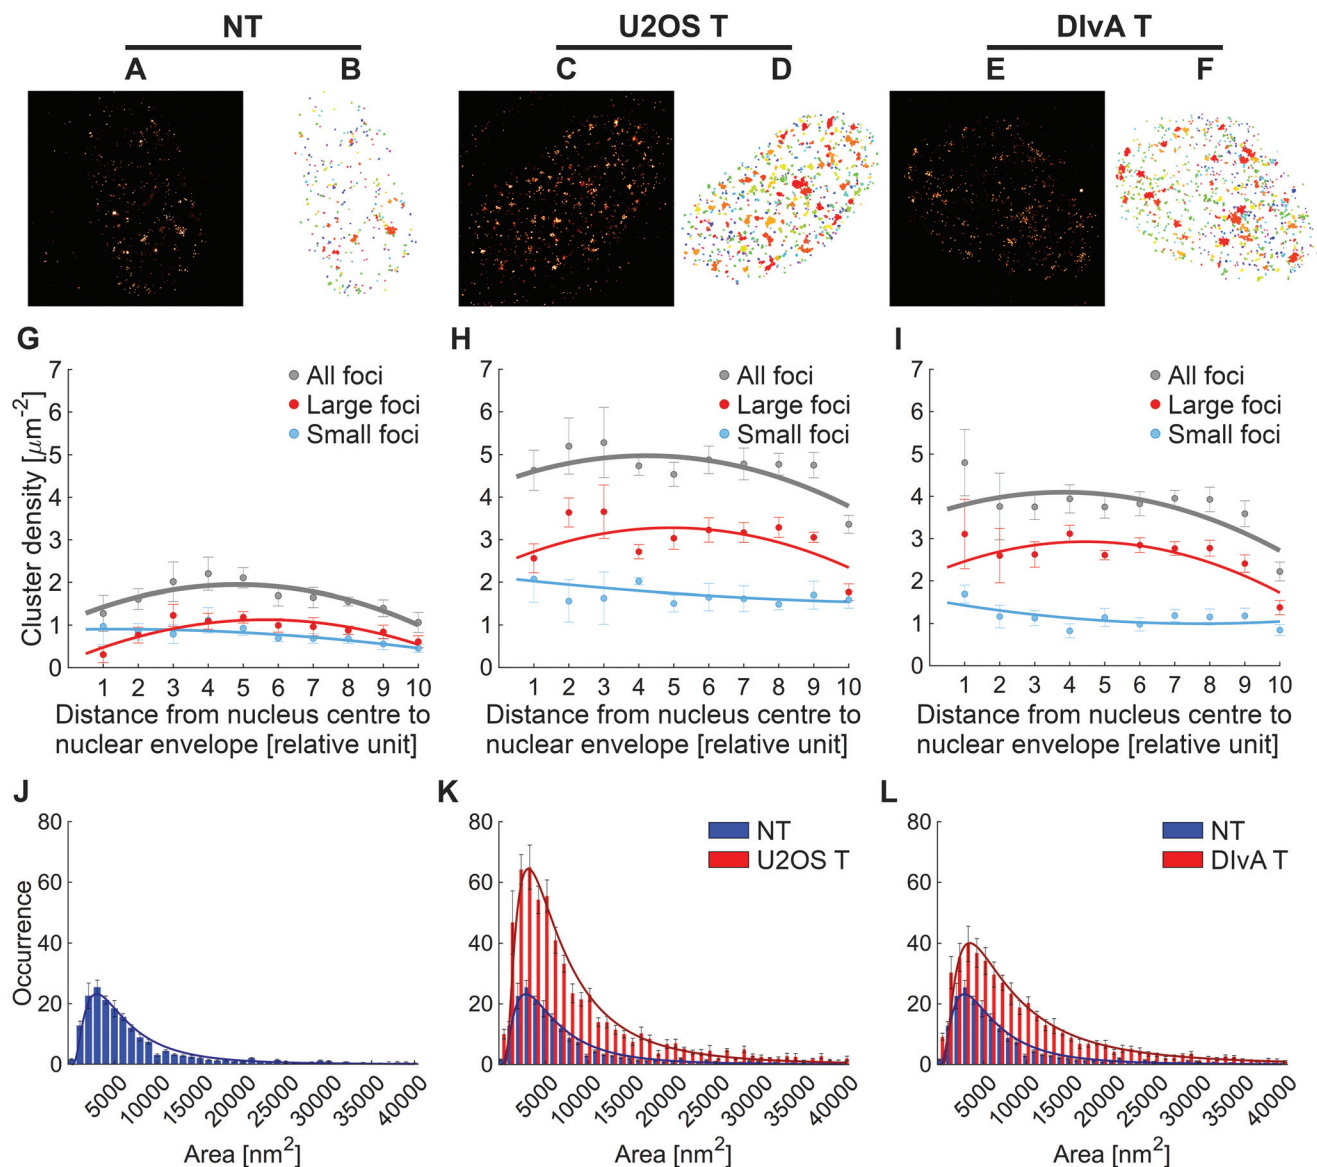 NT
U2OS T
DIvA T
A
B
C
D
E
F
G
H
I
7
6
5
4
3
2
1
0
Cluster density [μm⁻²]
All foci
Large foci
Small foci
1 2 3 4 5 6 7 8 9 10
Distance from nucleus centre to
nuclear envelope [relative unit]
7
6
5
4
3
2
1
0
All foci
Large foci
Small foci
1 2 3 4 5 6 7 8 9 10
Distance from nucleus centre to
nuclear envelope [relative unit]
7
6
5
4
3
2
1
0
All foci
Large foci
Small foci
1 2 3 4 5 6 7 8 9 10
Distance from nucleus centre to
nuclear envelope [relative unit]
J
K
L
80
60
40
20
0
Occurrence
5000 10000 15000 20000 25000 30000 35000 40000
Area [nm²]
80
60
40
20
0
NT
U2OS T
5000 10000 15000 20000 25000 30000 35000 40000
Area [nm²]
80
60
40
20
0
NT
DIvA T
5000 10000 15000 20000 25000 30000 35000 40000
Area [nm²]